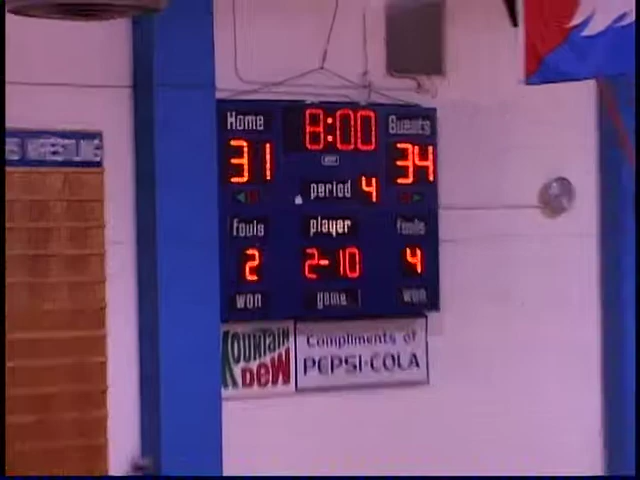 S WRESTLING
Home 8:00 Guests
31 34
period 4
fouls player fouls
2 2-10 4
won game won
MOUNTAIN DEW
Compliments of
PEPSI-COLA